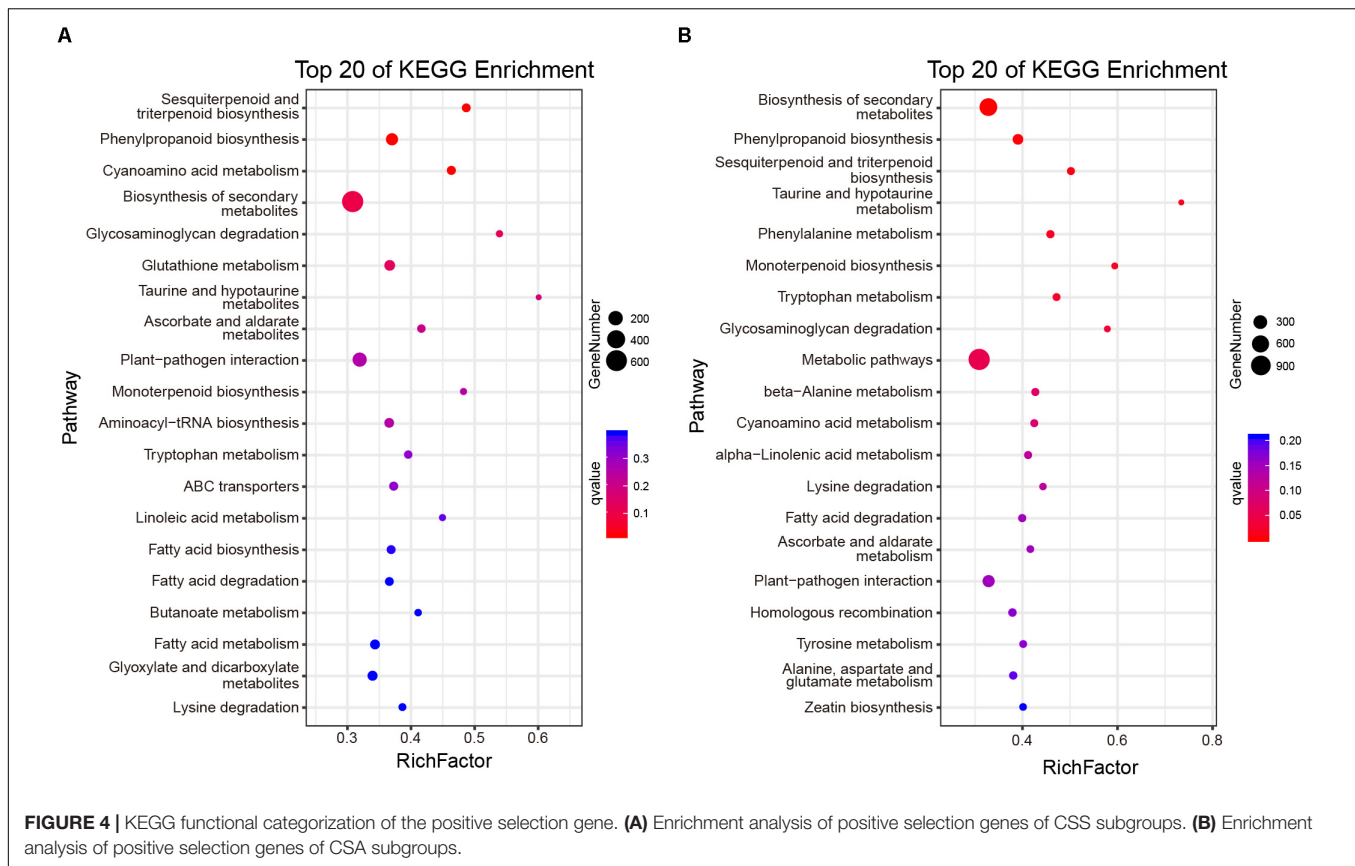 A
Top 20 of KEGG Enrichment
Sesquiterpenoid and
triterpenoid biosynthesis
Phenylpropanoid biosynthesis
Cyanoamino acid metabolism
Biosynthesis of secondary
metabolites
Glycosaminoglycan degradation
Glutathione metabolism
Taurine and hypotaurine
metabolites
Ascorbate and aldarate
metabolites
Plant−pathogen interaction
Monoterpenoid biosynthesis
Aminoacyl−tRNA biosynthesis
Tryptophan metabolism
ABC transporters
Linoleic acid metabolism
Fatty acid biosynthesis
Fatty acid degradation
Butanoate metabolism
Fatty acid metabolism
Glyoxylate and dicarboxylate
metabolites
Lysine degradation
Pathway
0.3 0.4 0.5 0.6
RichFactor
GeneNumber
200
400
600
qvalue
0.3
0.2
0.1
B
Top 20 of KEGG Enrichment
Biosynthesis of secondary
metabolites
Phenylpropanoid biosynthesis
Sesquiterpenoid and triterpenoid
biosynthesis
Taurine and hypotaurine
metabolism
Phenylalanine metabolism
Monoterpenoid biosynthesis
Tryptophan metabolism
Glycosaminoglycan degradation
Metabolic pathways
beta−Alanine metabolism
Cyanoamino acid metabolism
alpha−Linolenic acid metabolism
Lysine degradation
Fatty acid degradation
Ascorbate and aldarate
metabolism
Plant−pathogen interaction
Homologous recombination
Tyrosine metabolism
Alanine, aspartate and
glutamate metabolism
Zeatin biosynthesis
Pathway
0.4 0.6 0.8
RichFactor
GeneNumber
300
600
900
qvalue
0.20
0.15
0.10
0.05
FIGURE 4 | KEGG functional categorization of the positive selection gene. (A) Enrichment analysis of positive selection genes of CSS subgroups. (B) Enrichment
analysis of positive selection genes of CSA subgroups.